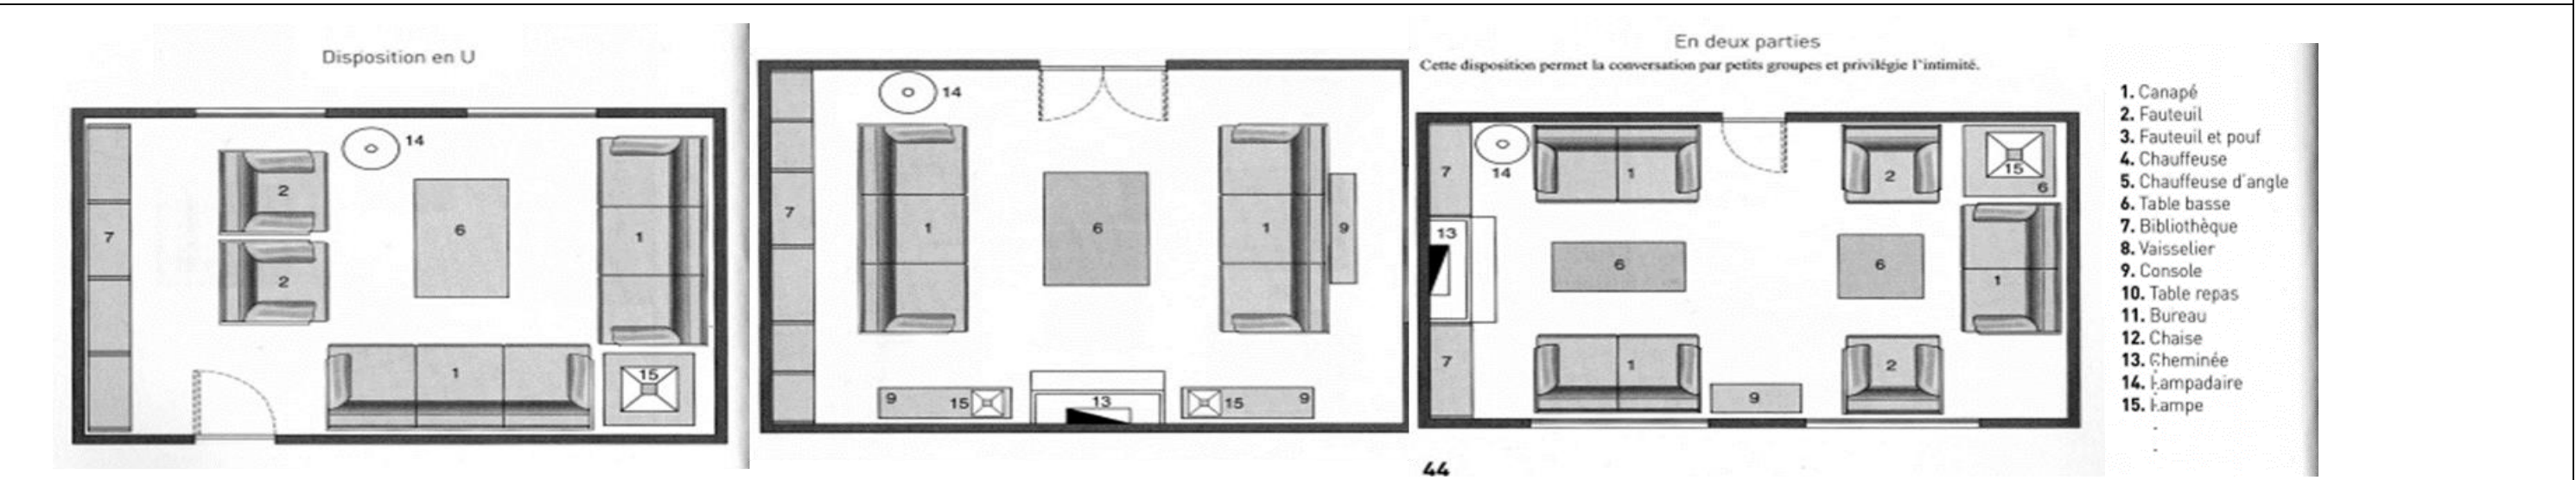 Disposition en U
14
2
6
1
7
2
1
15
14
7
1
6
1
9
9
15
13
15
9
En deux parties
Cette disposition permet la conversation par petits groupes et privilégie l'intimité.
7
14
1
2
15
6
13
6
6
1
7
1
9
2
44
1. Canapé
2. Fauteuil
3. Fauteuil et pouf
4. Chauffeuse
5. Chauffeuse d'angle
6. Table basse
7. Bibliothèque
8. Vaisselier
9. Console
10. Table repas
11. Bureau
12. Chaise
13. Cheminée
14. Lampadaire
15. Lampe